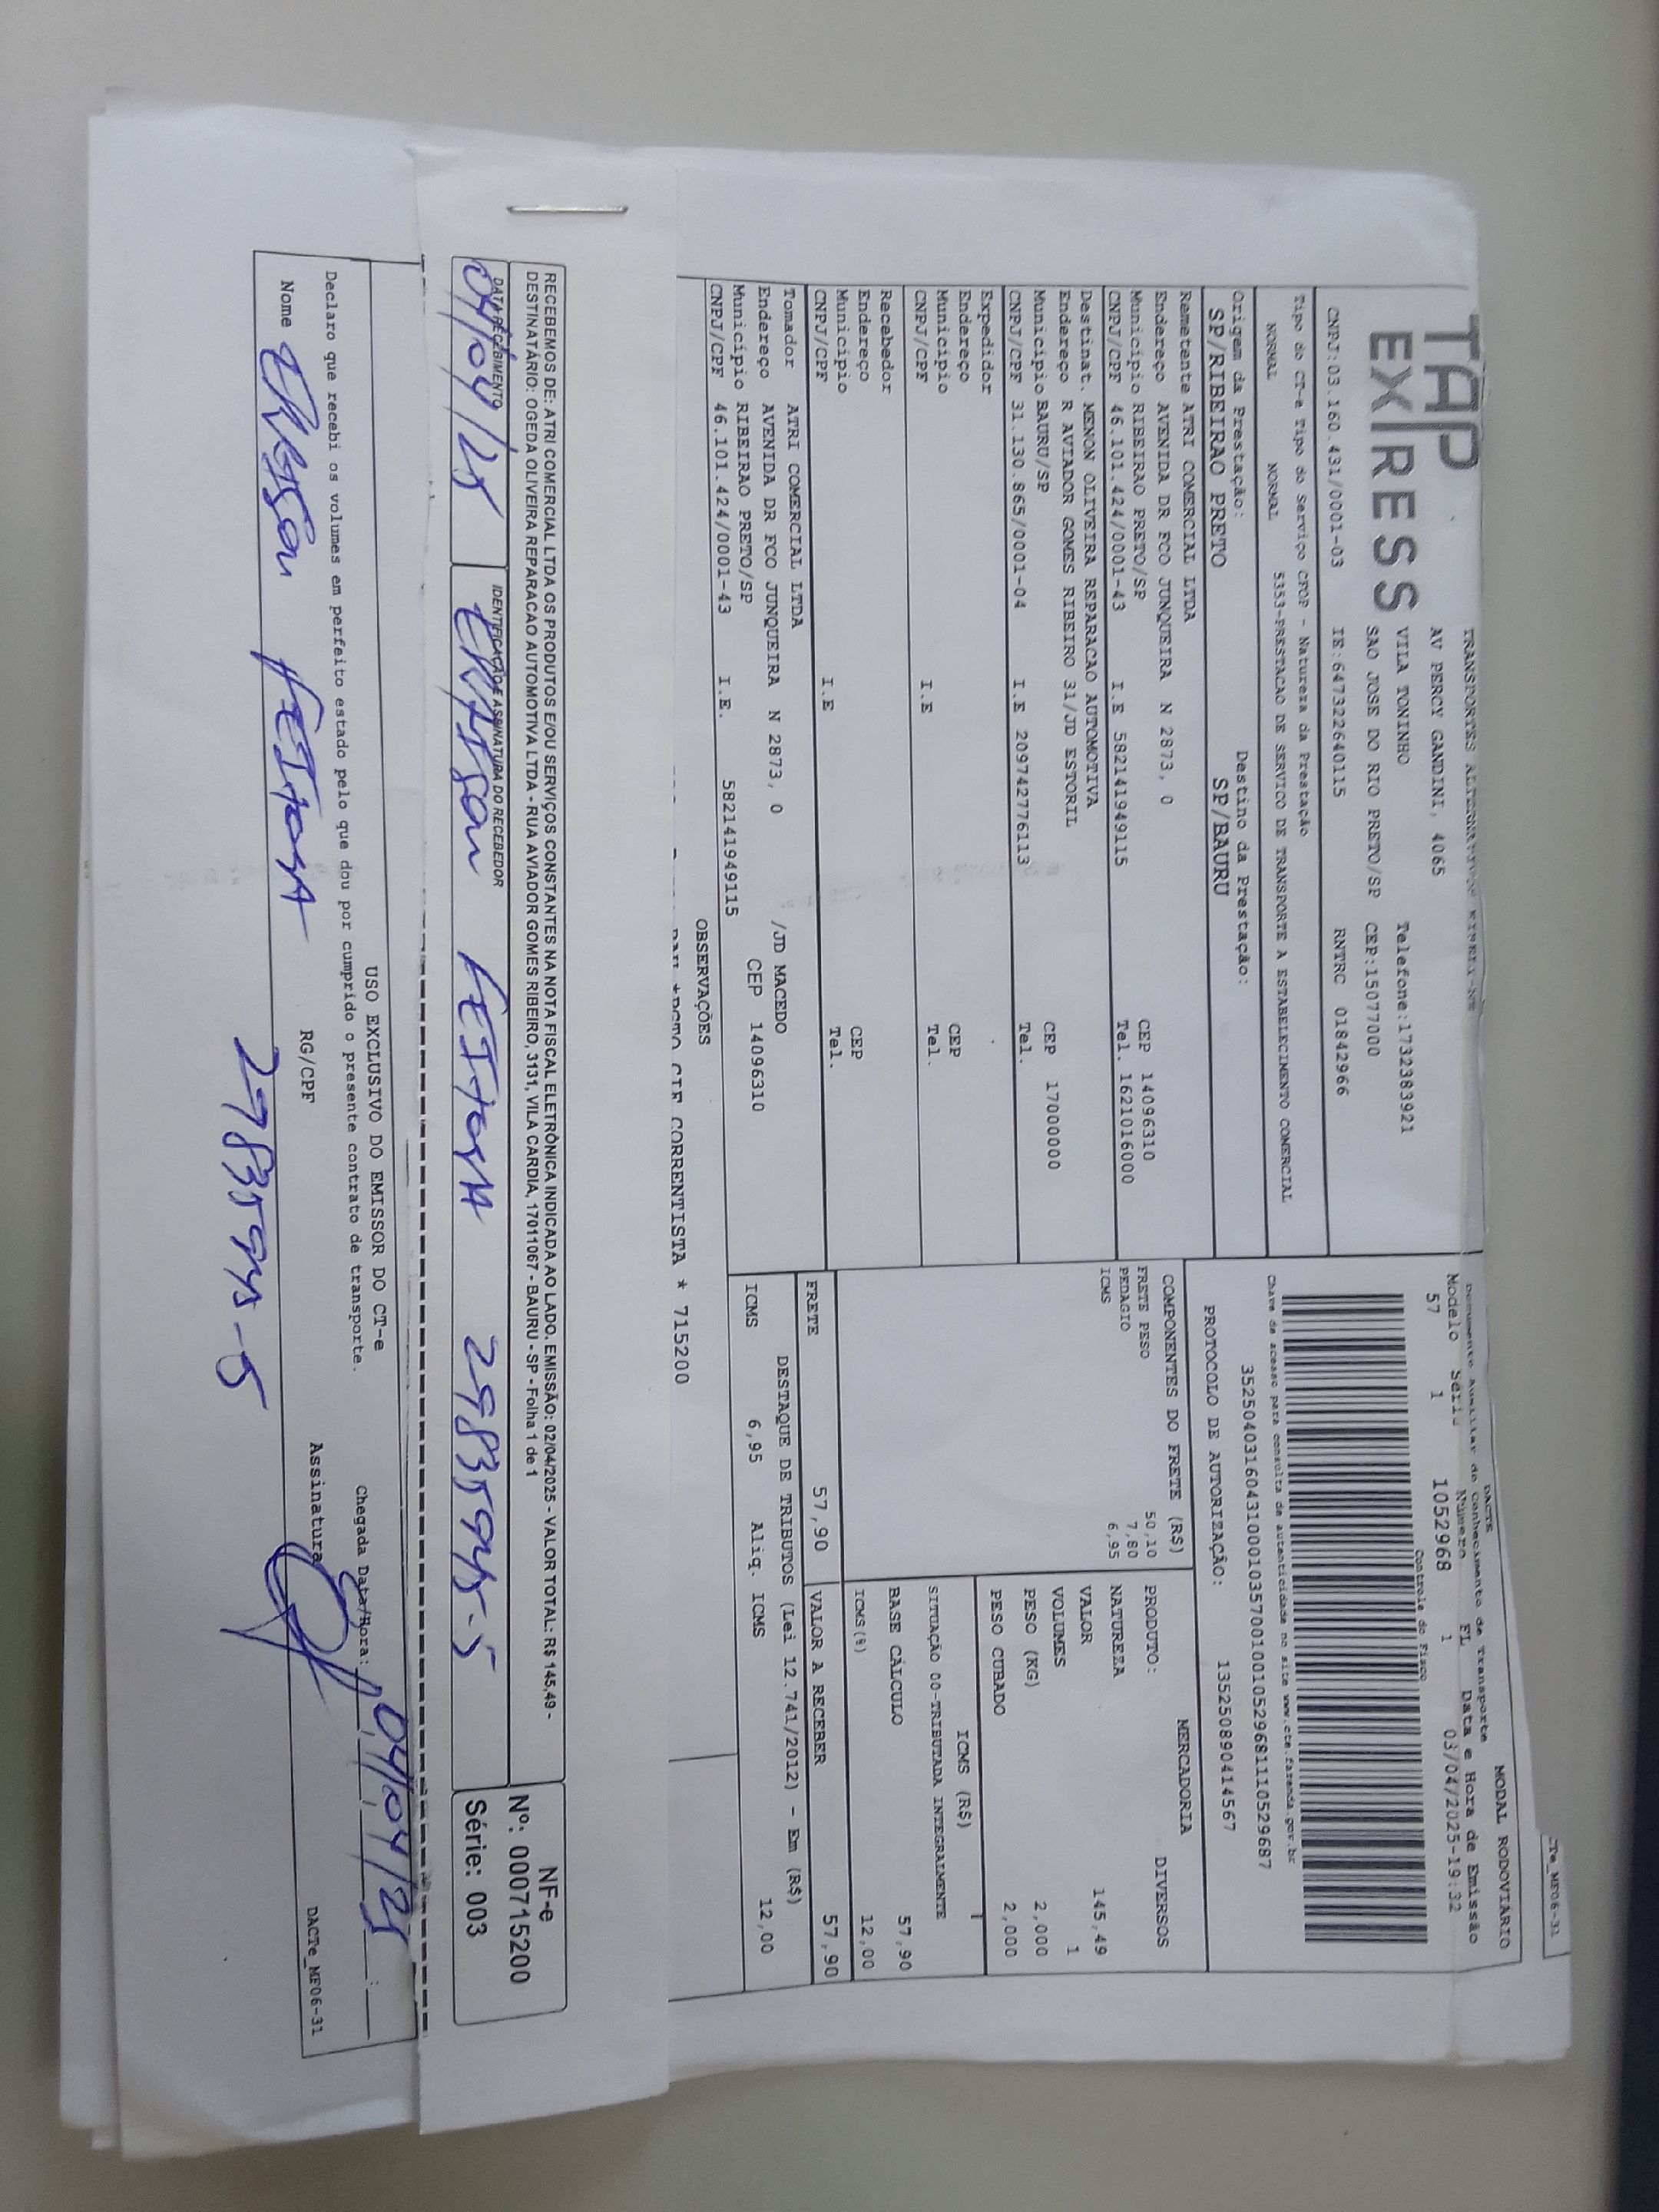 CTe_MF06-31
TAP EXPRESS
AV PERCY GANDINI, 4065
VILA TONINHO Telefone:1732383921
SAO JOSE DO RIO PRETO/SP CEP:15077000
CNPJ:03.160.431/0001-03 IE:647322640115 RNTRC 01842966
Tipo do CT-e Tipo do Serviço CFOP - Natureza da Prestação
NORMAL NORMAL 5353-PRESTACAO DE SERVICO DE TRANSPORTE A ESTABELECIMENTO COMERCIAL
Origem da Prestação: Destino da Prestação:
SP/RIBEIRAO PRETO SP/BAURU
DACTE MODAL RODOVIÁRIO
Documento Auxiliar de Conhecimento de Transporte
Modelo Série Número FL Data e Hora de Emissão
57 1 1052968 1 03/04/2025-19:32
Controle do Fisco
Chave de acesso para consulta de autenticidade no site www.cte.fazenda.gov.br
35250403160431000103570010010529681110529687
PROTOCOLO DE AUTORIZAÇÃO: 135250890414567
Remetente ATRI COMERCIAL LTDA
Endereço AVENIDA DR FCO JUNQUEIRA N 2873, 0
Município RIBEIRAO PRETO/SP CEP 14096310
CNPJ/CPF 46.101.424/0001-43 I.E 582141949115 Tel. 1621016000
Destinat. MENON OLIVEIRA REPARACAO AUTOMOTIVA
Endereço R AVIADOR GOMES RIBEIRO 31/JD ESTORIL
Município BAURU/SP CEP 17000000
CNPJ/CPF 31.130.865/0001-04 I.E 209742776113 Tel.
Expedidor
Endereço
Município CEP
CNPJ/CPF I.E Tel.
Recebedor
Endereço
Município CEP
CNPJ/CPF I.E Tel.
Tomador ATRI COMERCIAL LTDA
Endereço AVENIDA DR FCO JUNQUEIRA N 2873, 0 /JD MACEDO
Município RIBEIRAO PRETO/SP CEP 14096310
CNPJ/CPF 46.101.424/0001-43 I.E. 582141949115
COMPONENTES DO FRETE (R$)
FRETE PESO 50,10
PEDAGIO 7,80
ICMS 6,95
MERCADORIA
PRODUTO: DIVERSOS
NATUREZA
VALOR 145,49
VOLUMES 1
PESO (KG) 2,000
PESO CUBADO 2,000
ICMS (R$)
SITUAÇÃO 00-TRIBUTADA INTEGRALMENTE
BASE CÁLCULO 57,90
ICMS(%) 12,00
FRETE 57,90 VALOR A RECEBER 57,90
DESTAQUE DE TRIBUTOS (Lei 12.741/2012) - Em (R$)
ICMS 6,95 Aliq. ICMS 12,00
OBSERVAÇÕES
CIF CORRENTISTA * 715200
RECEBEMOS DE: ATRI COMERCIAL LTDA OS PRODUTOS E/OU SERVIÇOS CONSTANTES NA NOTA FISCAL ELETRÔNICA INDICADA AO LADO. EMISSÃO: 02/04/2025 - VALOR TOTAL: R$ 145,49 -
DESTINATÁRIO: OGEDA OLIVEIRA REPARACAO AUTOMOTIVA LTDA - RUA AVIADOR GOMES RIBEIRO, 3131, VILA CARDIA, 17011067 - BAURU - SP - Folha 1 de 1
DATA RECEBIMENTO IDENTIFICAÇÃO E ASSINATURA DO RECEBEDOR
04/04/25
NF-e
Nº: 000715200
Série: 003
USO EXCLUSIVO DO EMISSOR DO CT-e
Declaro que recebi os volumes em perfeito estado pelo que dou por cumprido o presente contrato de transporte.
Chegada Data/Hora: 04/04/25
Nome RG/CPF Assinatura
DACTe_MF06-31